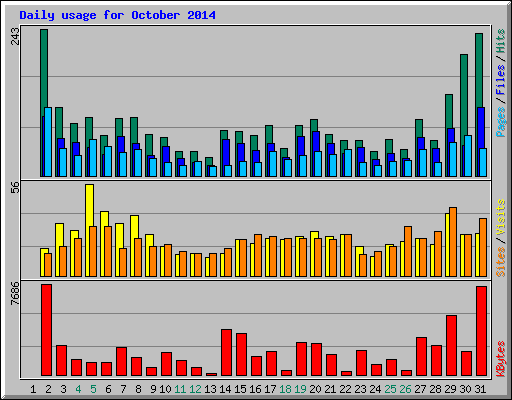 Daily usage for October 2014
243
Pages / Files / Hits
56
Sites / Visits
7686
KBytes
1 2 3 4 5 6 7 8 9 10 11 12 13 14 15 16 17 18 19 20 21 22 23 24 25 26 27 28 29 30 31